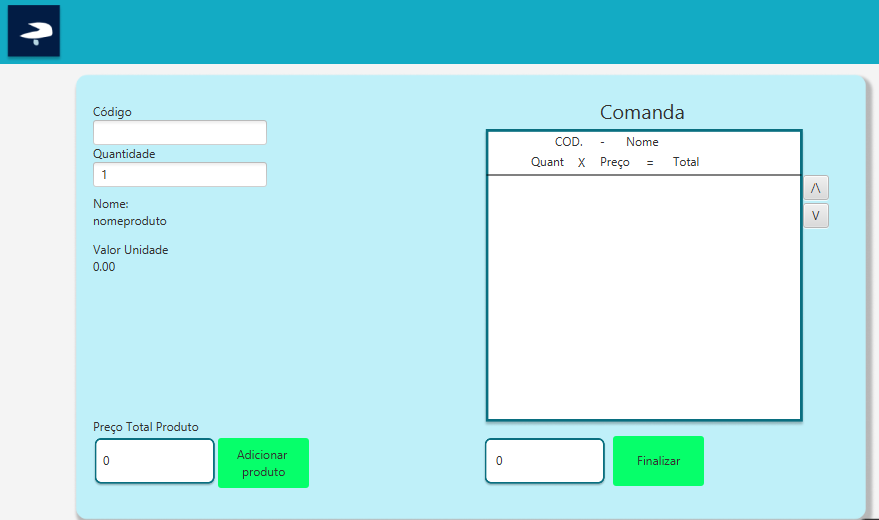 Código
Quantidade
1
Nome:
nomeproduto
Valor Unidade
0.00
Preço Total Produto
0
Adicionar
produto
Comanda
COD. - Nome
Quant X Preço = Total
/\
V
0
Finalizar